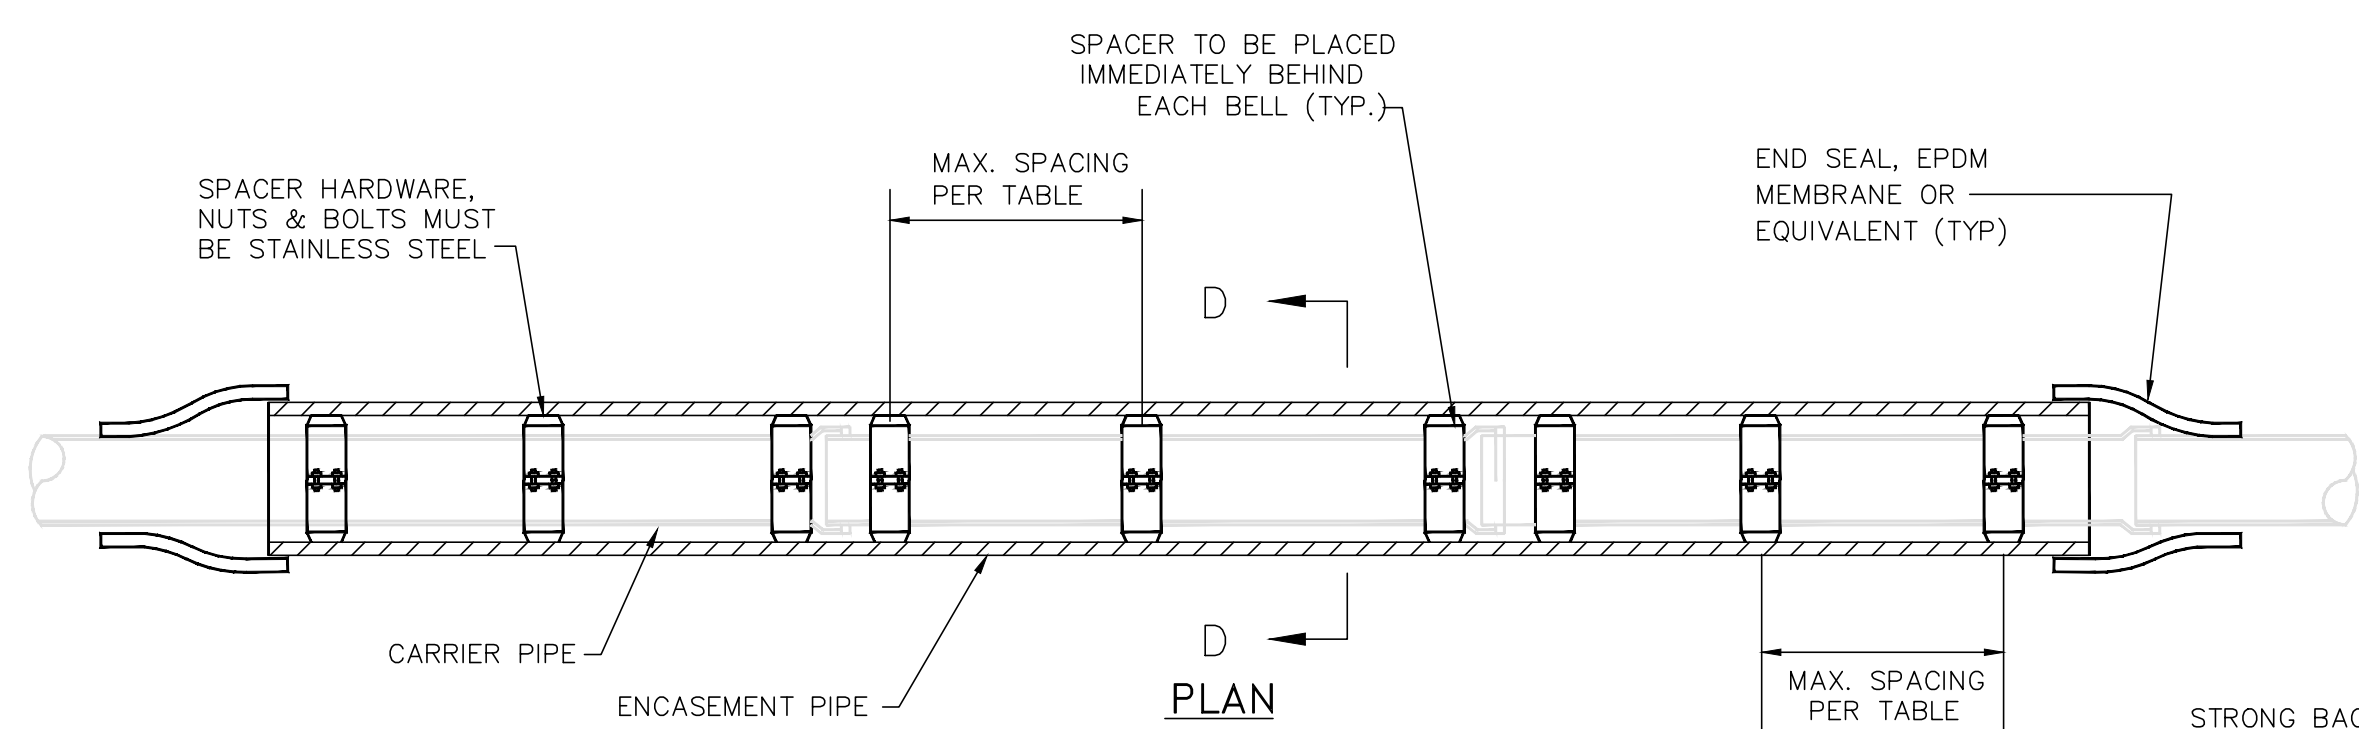 SPACER TO BE PLACED
IMMEDIATELY BEHIND
EACH BELL (TYP.)
MAX. SPACING
PER TABLE
SPACER HARDWARE,
NUTS & BOLTS MUST
BE STAINLESS STEEL
END SEAL, EPDM
MEMBRANE OR
EQUIVALENT (TYP)
D
D
CARRIER PIPE
ENCASEMENT PIPE
PLAN
MAX. SPACING
PER TABLE
STRONG